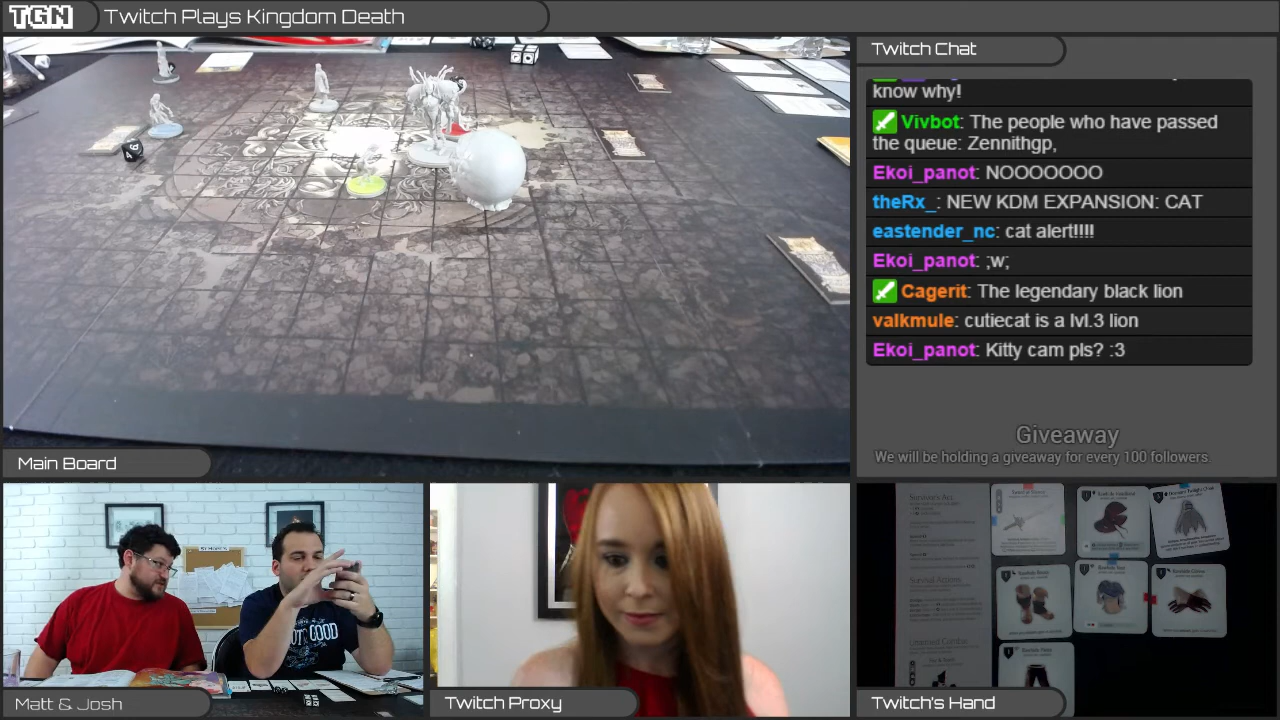 TGN
Twitch Plays Kingdom Death
Twitch Chat
know why!
Vivbot: The people who have passed
the queue: Zennithgp,
Ekoi_panot: NOOOOOOO
theRx_: NEW KDM EXPANSION: CAT
eastender_nc: cat alert!!!!
Ekoi_panot: ;w;
Cagerit: The legendary black lion
valkmule: cutiecat is a lvl.3 lion
Ekoi_panot: Kitty cam pls? :3
Giveaway
We will be holding a giveaway for every 100 followers.
Main Board
GOOD
Survival Actions
Matt & Josh
Twitch Proxy
Twitch's Hand